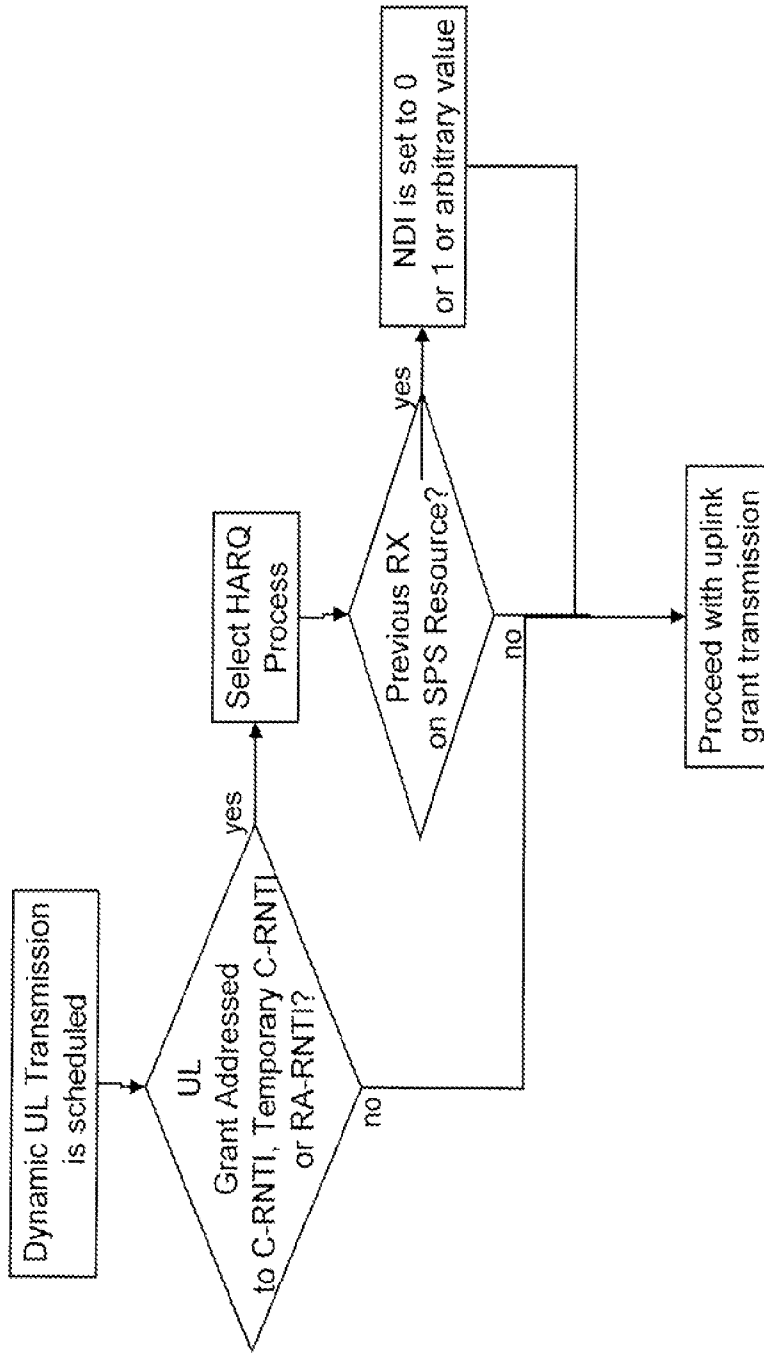 Dynamic UL Transmission
is scheduled
UL
Grant Addressed
to C-RNTI, Temporary C-RNTI
or RA-RNTI?
yes
no
Select HARQ
Process
Previous RX
on SPS Resource?
yes
no
NDI is set to 0
or 1 or arbitrary value
Proceed with uplink
grant transmission